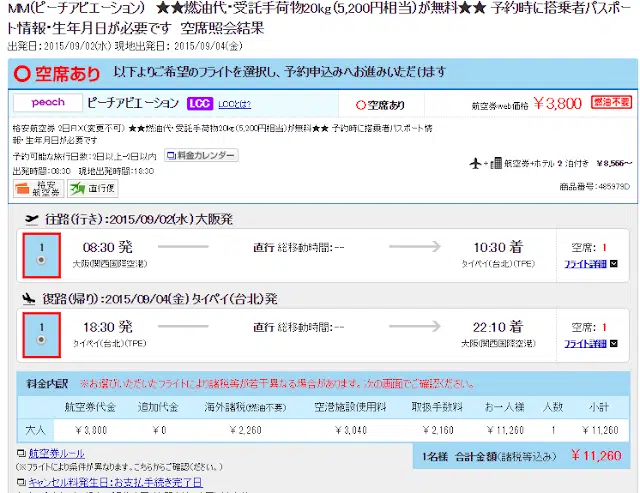 MM(ピーチアビエーション) ★★燃油代・受託手荷物20kg(5,200円相当)が無料★★ 予約時に搭乗者パスポート情報・生年月日が必要です 空席照会結果
出発日:2015/09/02(水) 現地出発日:2015/09/04(金)
空席あり 以下よりご希望のフライトを選択し、予約申込みへお進みいただけます
peach ピーチアビエーション LCC LCCとは? 空席あり 航空券web価格 ¥3,800 燃油不要
格安航空券 2日FIX(変更不可) ★★燃油代・受託手荷物20kg(5,200円相当)が無料★★ 予約時に搭乗者パスポート情報・生年月日が必要です
予約可能な旅行日数:2日以上~2日以内 料金カレンダー
出発時間:08:30 現地出発時間:18:30
航空券+ホテル 2 泊付き ¥8,566~
格安航空券 直行便
商品番号:485979D
往路(行き):2015/09/02(水)大阪発
1 08:30 発 直行 総移動時間:-- 10:30 着 空席: 1
大阪(関西国際空港) タイペイ(台北)(TPE) フライト詳細
復路(帰り):2015/09/04(金)タイペイ(台北)発
1 18:30 発 直行 総移動時間:-- 22:10 着 空席: 1
タイペイ(台北)(TPE) 大阪(関西国際空港) フライト詳細
料金内訳 ※お選びいただいたフライトにより諸税等が若干異なる場合があります。次の画面でご確認ください。
航空券代金 追加代金 海外諸税(燃油不要) 空港施設使用料 取扱手数料 お一人様 人数 小計
大人 ¥3,800 ¥0 ¥2,260 ¥3,040 ¥2,160 ¥11,260 1 ¥11,260
航空券ルール
(※フライトにより条件が異なります。こちらからご確認ください。)
1名様 合計金額(諸税等込み) ¥11,260
キャンセル料発生日:お支払手続き完了日